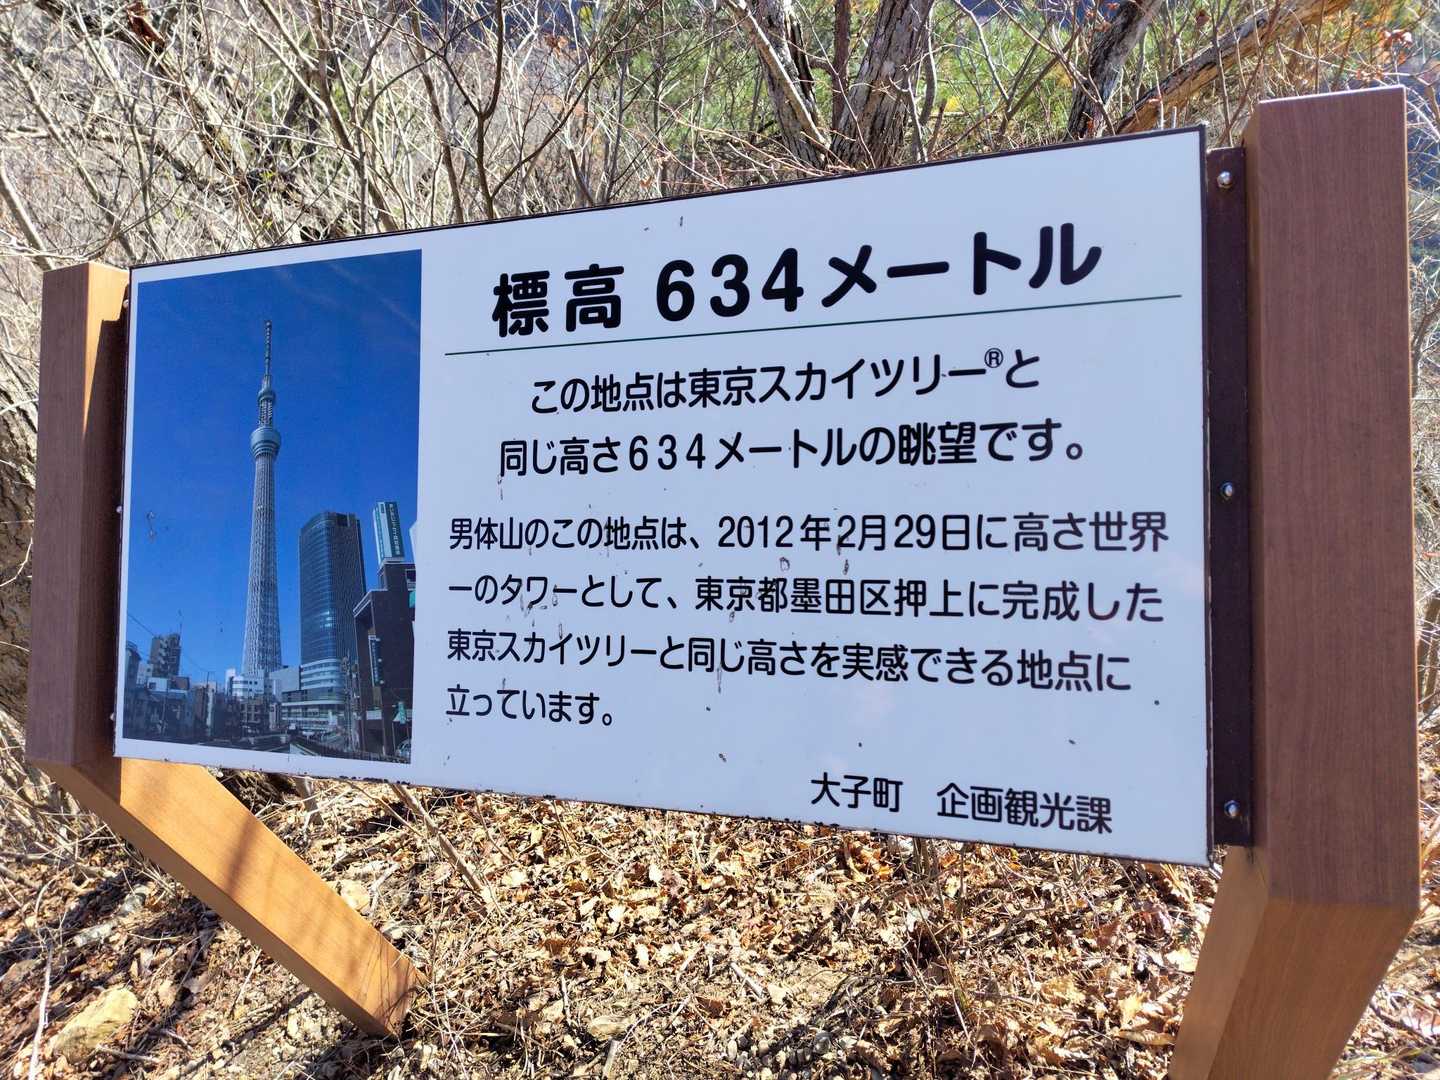 標高 634メートル
この地点は東京スカイツリー®と
同じ高さ634メートルの眺望です。
男体山のこの地点は、2012年2月29日に高さ世界
一のタワーとして、東京都墨田区押上に完成した
東京スカイツリーと同じ高さを実感できる地点に
立っています。
大子町 企画観光課